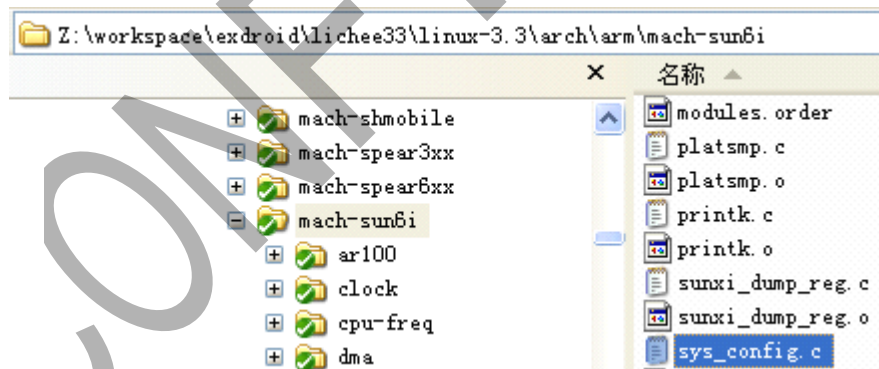 Z:\workspace\exdroid\lichee33\linux-3.3\arch\arm\mach-sun6i
名称
mach-shmobile
mach-spear3xx
mach-spear6xx
mach-sun6i
ar100
clock
cpu-freq
dma
modules.order
platsmp.c
platsmp.o
printk.c
printk.o
sunxi_dump_reg.c
sunxi_dump_reg.o
sys_config.c